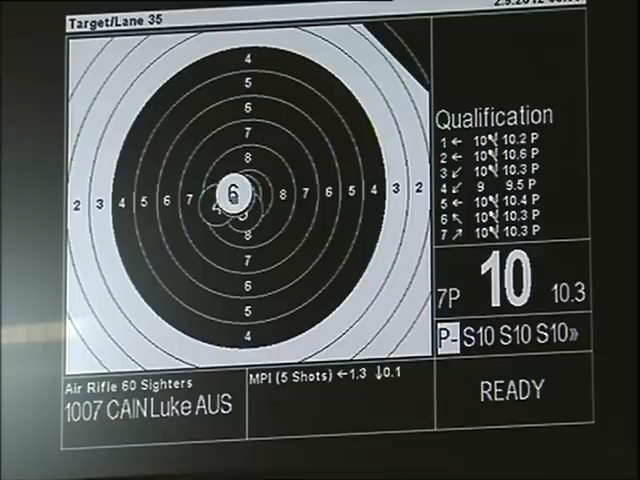 Target/Lane 35
4
5
6
7
8
2 3 4 5 6 7 6 8 7 6 5 4 3 2
8
7
6
5
4
Qualification
1 ← 10 10.2 P
2 ← 10 10.6 P
3 ↙ 10 10.3 P
4 ↙ 9 9.5 P
5 ← 10 10.4 P
6 ↖ 10 10.3 P
7 ↗ 10 10.3 P
7P 10 10.3
P- S10 S10 S10»
Air Rifle 60 Sighters
1007 CAIN Luke AUS
MPI (5 Shots) ←1.3 ↓0.1
READY